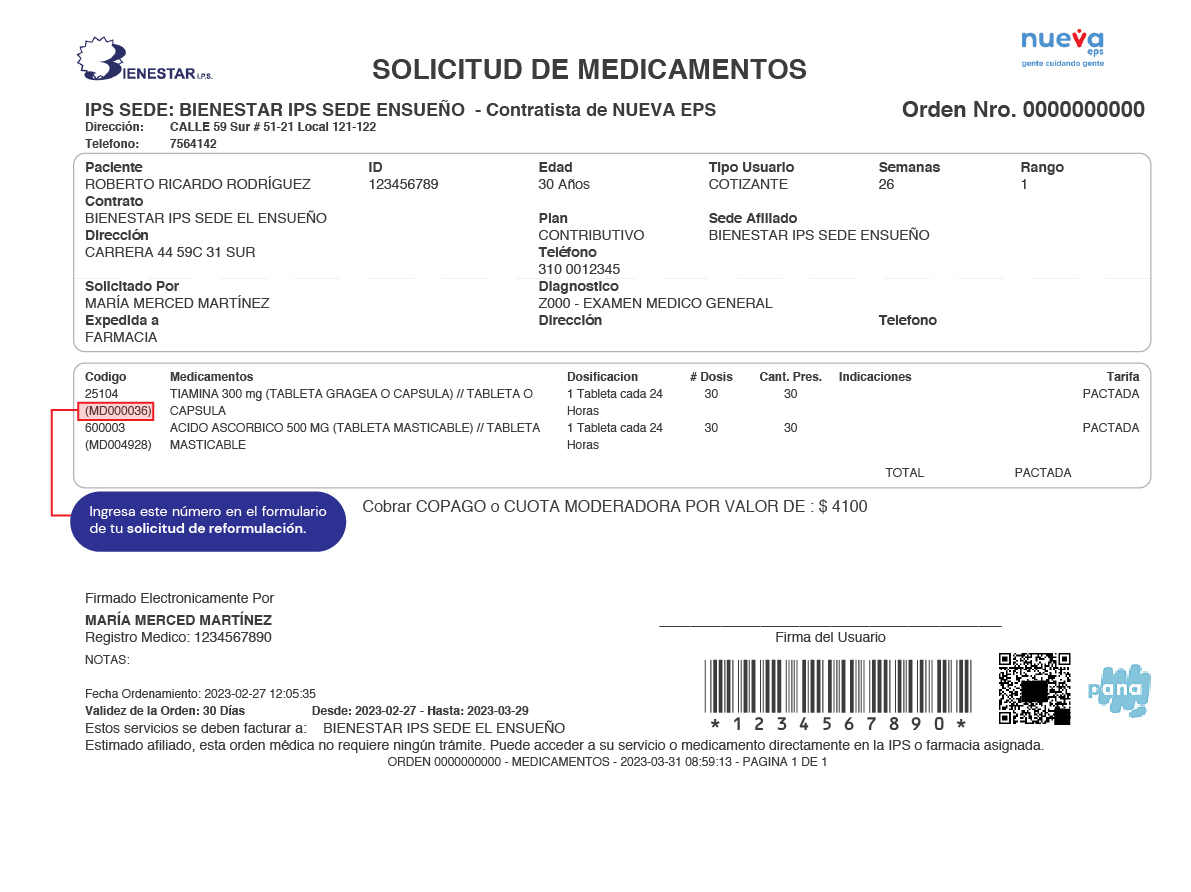 BIENESTAR I.P.S.
nueva
eps
gente cuidando gente
SOLICITUD DE MEDICAMENTOS
IPS SEDE: BIENESTAR IPS SEDE ENSUEÑO - Contratista de NUEVA EPS
Orden Nro. 0000000000
Dirección: CALLE 59 Sur # 51-21 Local 121-122
Telefono: 7564142
Paciente ID Edad Tipo Usuario Semanas Rango
ROBERTO RICARDO RODRÍGUEZ 123456789 30 Años COTIZANTE 26 1
Contrato
BIENESTAR IPS SEDE EL ENSUEÑO Plan Sede Afiliado
Dirección CONTRIBUTIVO BIENESTAR IPS SEDE ENSUEÑO
CARRERA 44 59C 31 SUR Teléfono
310 0012345
Solicitado Por Diagnostico
MARÍA MERCED MARTÍNEZ Z000 - EXAMEN MEDICO GENERAL
Expedida a Dirección Telefono
FARMACIA
Codigo Medicamentos Dosificacion # Dosis Cant. Pres. Indicaciones Tarifa
25104 TIAMINA 300 mg (TABLETA GRAGEA O CAPSULA) // TABLETA O 1 Tableta cada 24 30 30 PACTADA
(MD000036) CAPSULA Horas
600003 ACIDO ASCORBICO 500 MG (TABLETA MASTICABLE) // TABLETA 1 Tableta cada 24 30 30 PACTADA
(MD004928) MASTICABLE Horas
TOTAL PACTADA
Ingresa este número en el formulario
de tu solicitud de reformulación.
Cobrar COPAGO o CUOTA MODERADORA POR VALOR DE : $ 4100
Firmado Electronicamente Por
MARÍA MERCED MARTÍNEZ
Registro Medico: 1234567890
Firma del Usuario
NOTAS:
Fecha Ordenamiento: 2023-02-27 12:05:35
Validez de la Orden: 30 Días Desde: 2023-02-27 - Hasta: 2023-03-29
* 1 2 3 4 5 6 7 8 9 0 *
pana
Estos servicios se deben facturar a: BIENESTAR IPS SEDE EL ENSUEÑO
Estimado afiliado, esta orden médica no requiere ningún trámite. Puede acceder a su servicio o medicamento directamente en la IPS o farmacia asignada.
ORDEN 0000000000 - MEDICAMENTOS - 2023-03-31 08:59:13 - PAGINA 1 DE 1